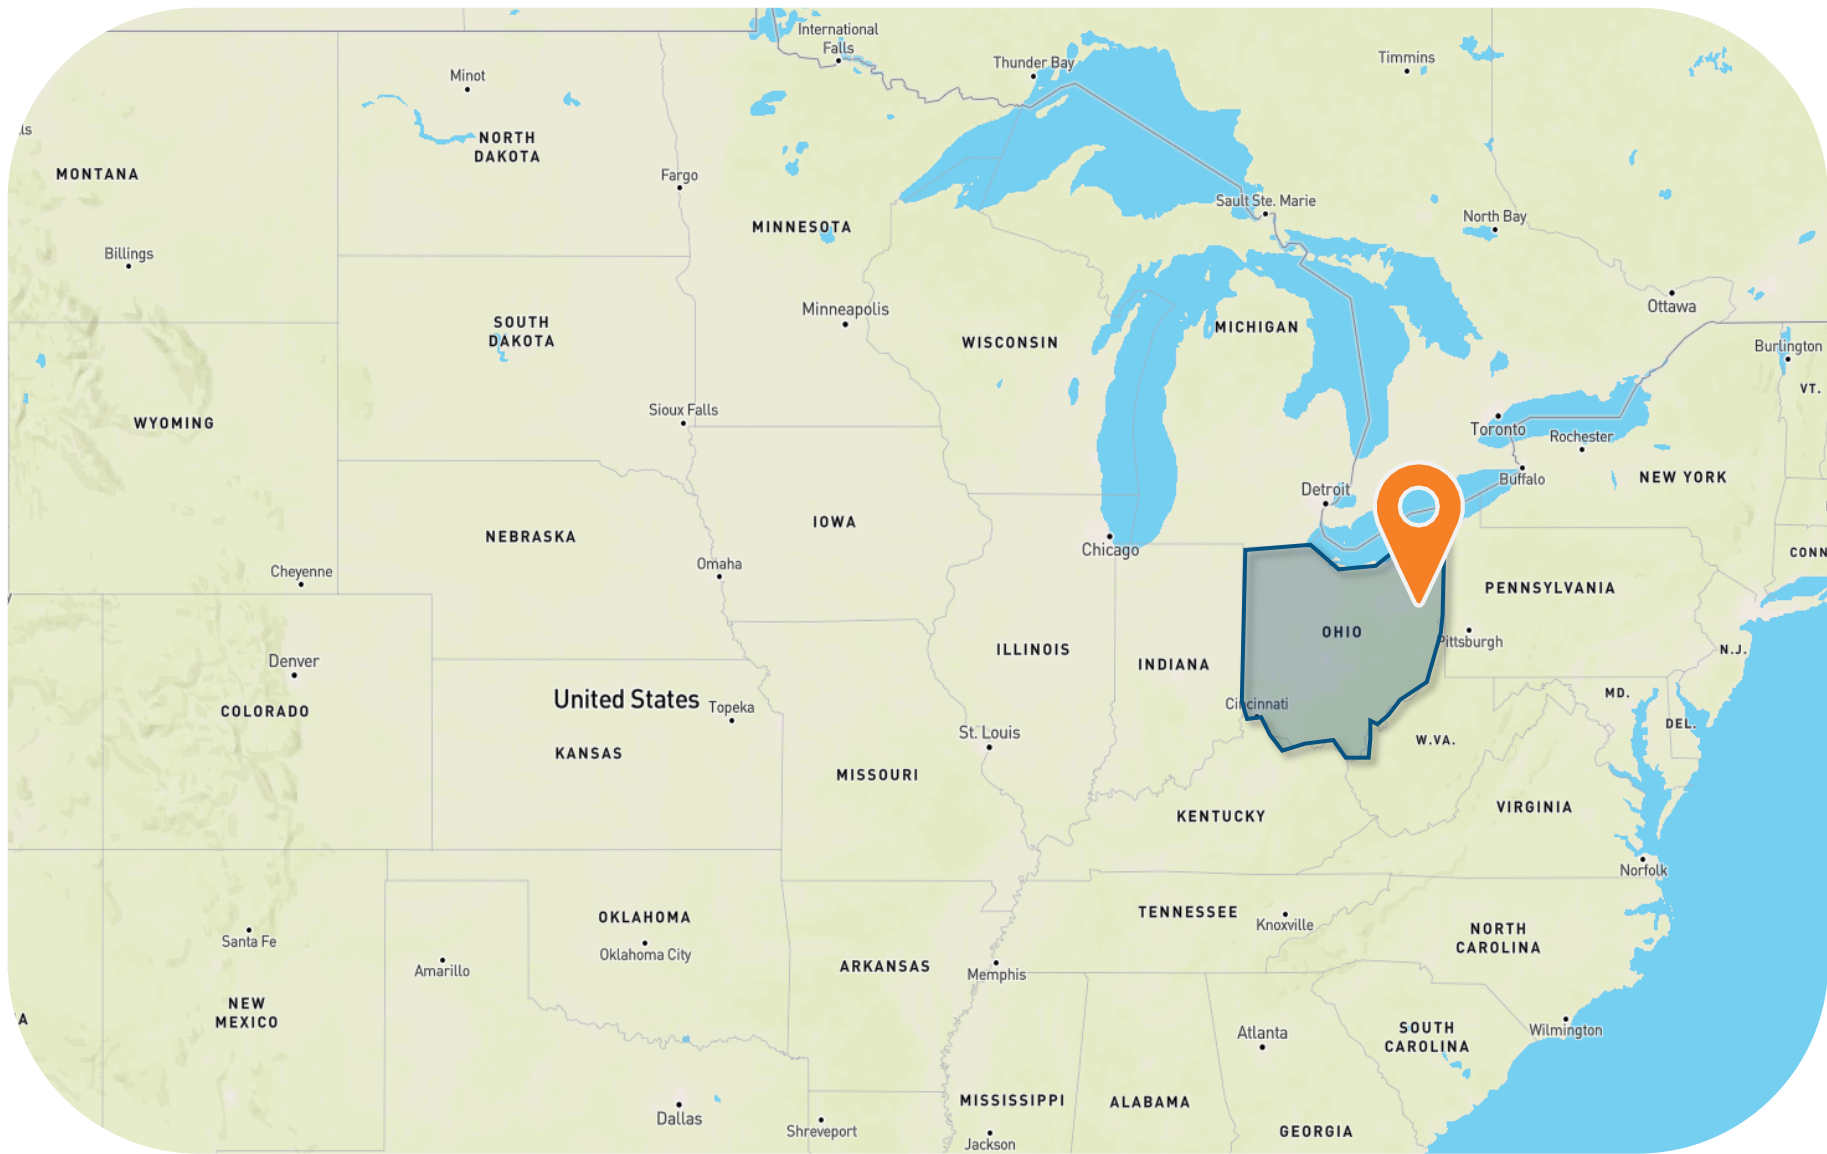 International
Falls
Thunder Bay
Timmins
Minot
ls
NORTH
DAKOTA
MONTANA
Fargo
Sault Ste. Marie
North Bay
MINNESOTA
Billings
Ottawa
Minneapolis
SOUTH
DAKOTA
MICHIGAN
WISCONSIN
Burlington
VT.
Sioux Falls
WYOMING
Toronto
Rochester
Buffalo
NEW YORK
Detroit
IOWA
NEBRASKA
Chicago
CONN
Omaha
Cheyenne
PENNSYLVANIA
OHIO
Pittsburgh
ILLINOIS
INDIANA
N.J.
Denver
United States
Topeka
MD.
COLORADO
Cincinnati
DEL.
St. Louis
W.VA.
KANSAS
MISSOURI
VIRGINIA
KENTUCKY
Norfolk
OKLAHOMA
TENNESSEE
Knoxville
NORTH
CAROLINA
Santa Fe
Oklahoma City
Amarillo
ARKANSAS
Memphis
NEW
MEXICO
A
Atlanta
SOUTH
CAROLINA
Wilmington
MISSISSIPPI
ALABAMA
Dallas
Shreveport
GEORGIA
Jackson